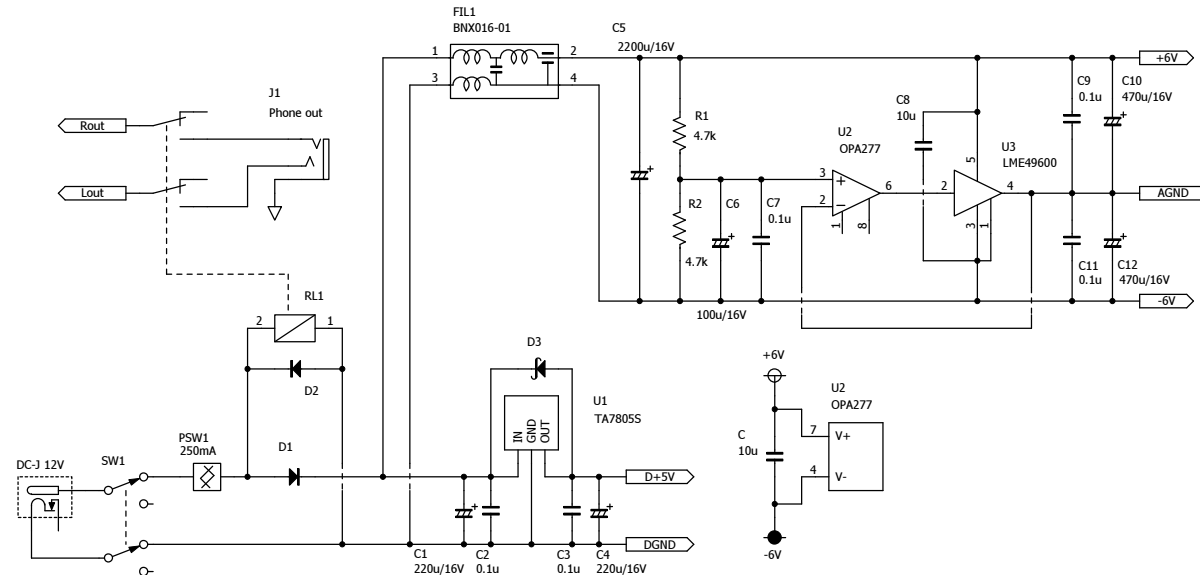 FIL1
BNX016-01
1
2
3
4
C5
2200u/16V
+6V
C9
0.1u
C10
470u/16V
C8
10u
J1
Phone out
Rout
Lout
R1
4.7k
U2
OPA277
U3
LME49600
5
3
2
6
2
4
AGND
R2
4.7k
C6
C7
0.1u
1
8
3
1
C11
0.1u
C12
470u/16V
-6V
100u/16V
RL1
2
1
D2
D3
U1
TA7805S
IN
GND
OUT
+6V
U2
OPA277
C
10u
7
V+
4
V-
-6V
DC-J 12V
SW1
PSW1
250mA
D1
D+5V
DGND
C1
220u/16V
C2
0.1u
C3
0.1u
C4
220u/16V